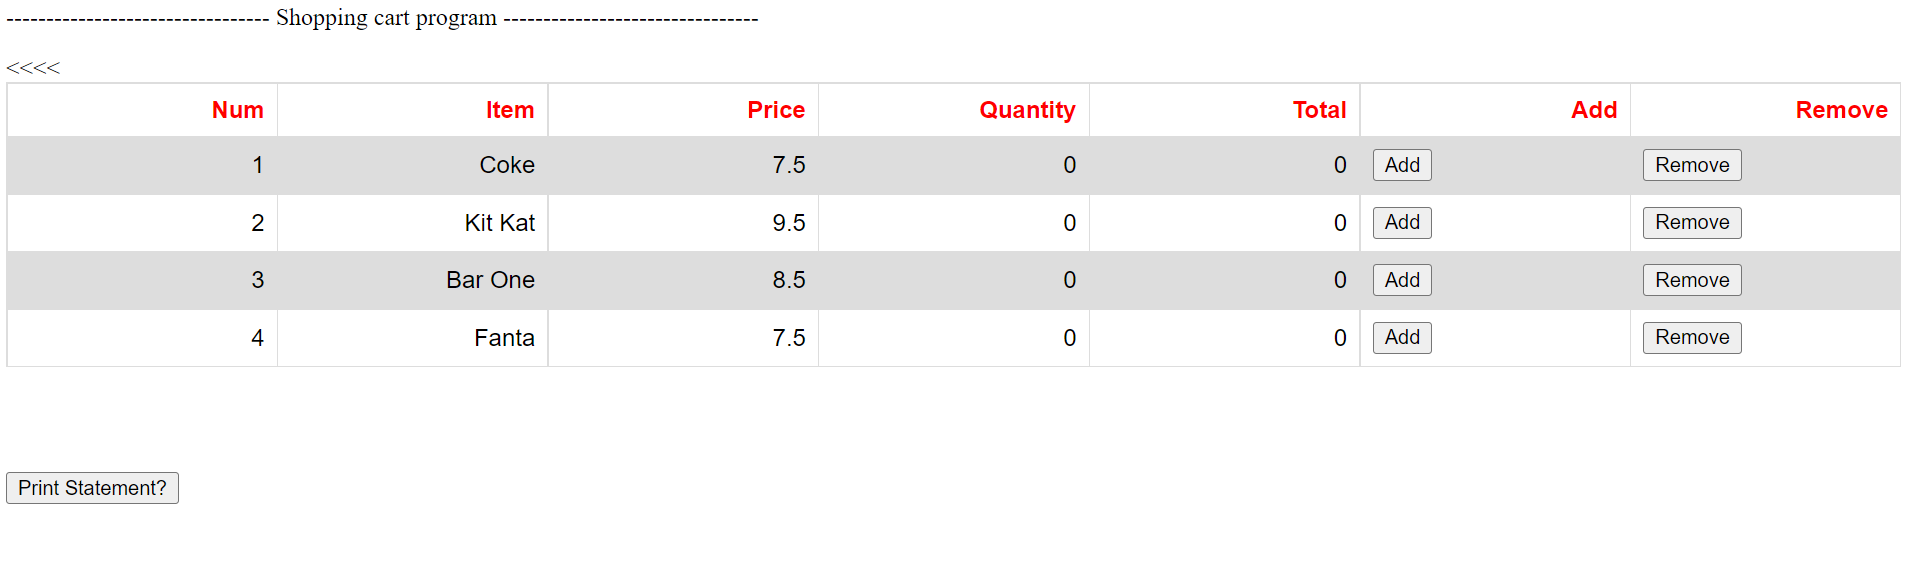 --------------------------------- Shopping cart program --------------------------------
<<<<
Num Item Price Quantity Total Add Remove
1 Coke 7.5 0 0 Add Remove
2 Kit Kat 9.5 0 0 Add Remove
3 Bar One 8.5 0 0 Add Remove
4 Fanta 7.5 0 0 Add Remove
Print Statement?